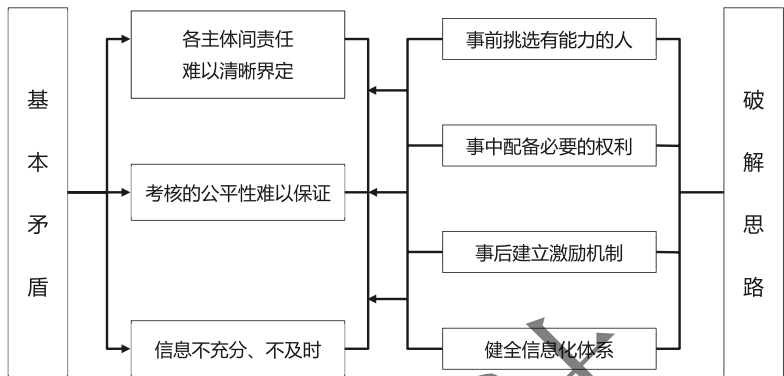 基本矛盾
各主体间责任
难以清晰界定
考核的公平性难以保证
信息不充分、不及时
事前挑选有能力的人
事中配备必要的权利
事后建立激励机制
健全信息化体系
破解思路